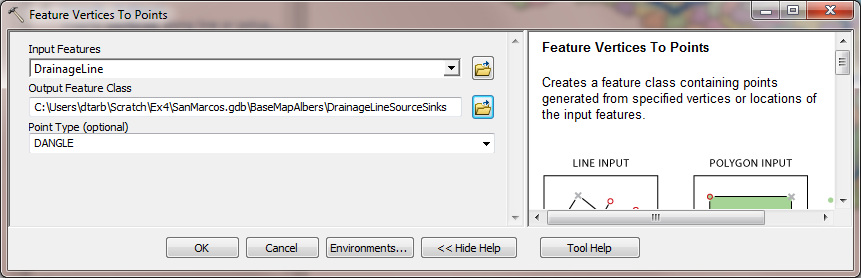 Feature Vertices To Points
Input Features
DrainageLine
Output Feature Class
C:\Users\dtarb\Scratch\Ex4\SanMarcos.gdb\BaseMapAlbers\DrainageLineSourceSinks
Point Type (optional)
DANGLE
Feature Vertices To Points
Creates a feature class containing points
generated from specified vertices or locations of
the input features.
LINE INPUT
POLYGON INPUT
OK
Cancel
Environments...
<< Hide Help
Tool Help